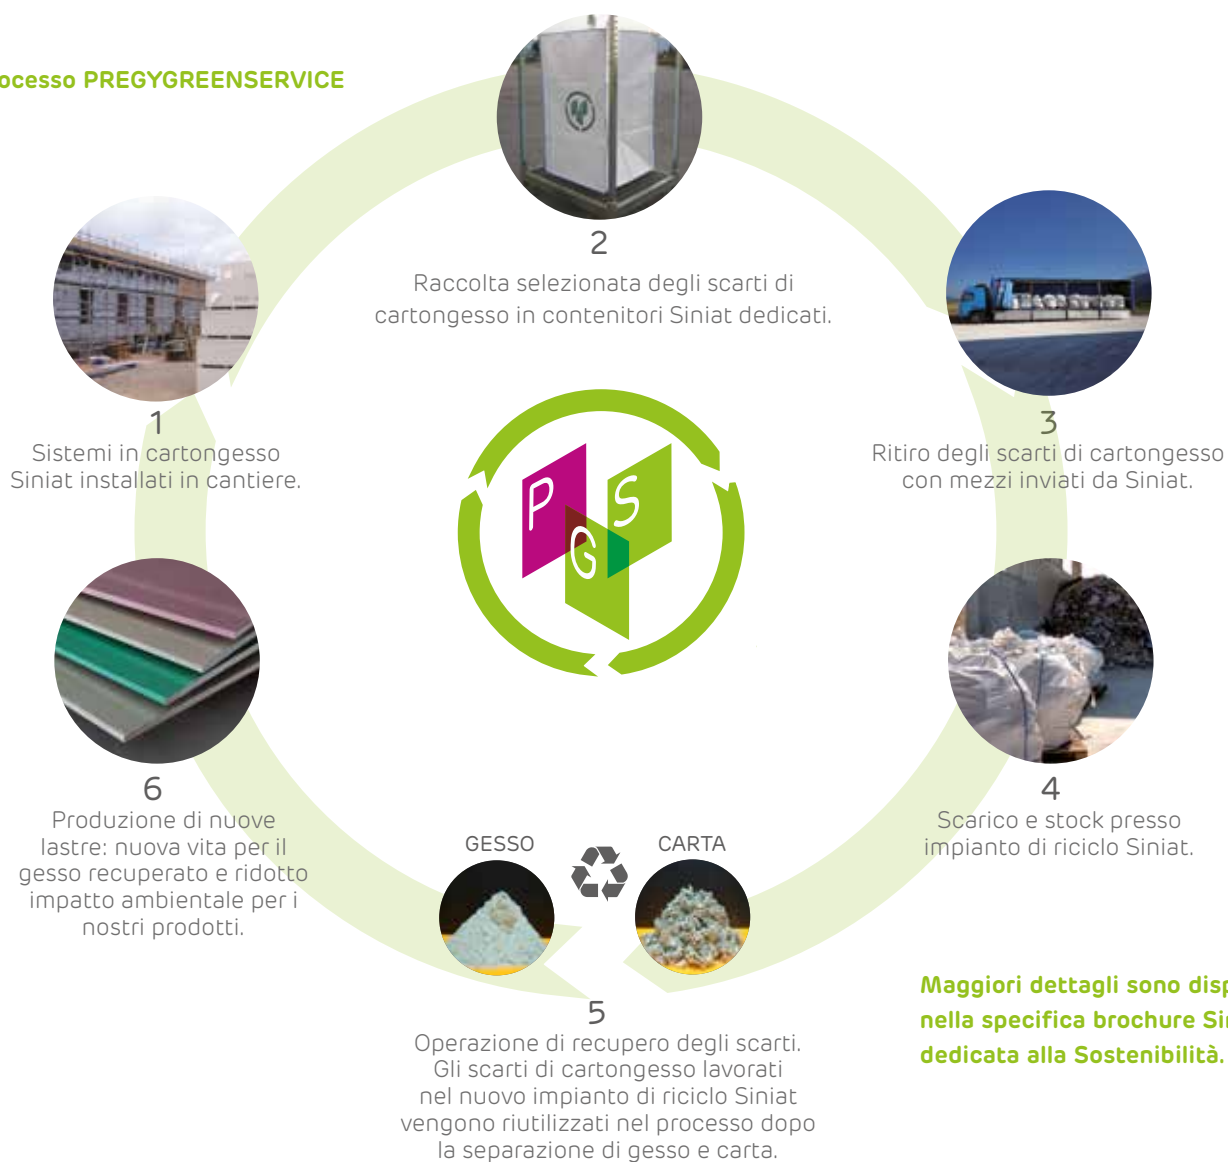 PREGYGREENSERVICE
2
Raccolta selezionata degli scarti di
cartongesso in contenitori Siniat dedicati.
1
Sistemi in cartongesso
Siniat installati in cantiere.
3
Ritiro degli scarti di cartongesso
con mezzi inviati da Siniat.
P
G
S
6
Produzione di nuove
lastre: nuova vita per il
gesso recuperato e ridotto
impatto ambientale per i
nostri prodotti.
4
Scarico e stock presso
impianto di riciclo Siniat.
GESSO
CARTA
5
Operazione di recupero degli scarti.
Gli scarti di cartongesso lavorati
nel nuovo impianto di riciclo Siniat
vengono riutilizzati nel processo dopo
la separazione di gesso e carta.
Maggiori dettagli sono
nella specifica brochure
dedicata alla Sostenibilità.